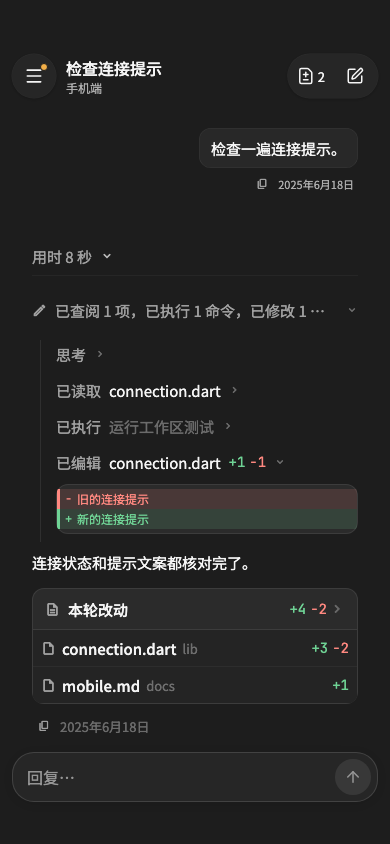 检查连接提示
手机端
2
检查一遍连接提示。
2025年6月18日
用时 8 秒
已查阅 1 项，已执行 1 命令，已修改 1 …
思考
已读取 connection.dart
已执行 运行工作区测试
已编辑 connection.dart +1 -1
- 旧的连接提示
+ 新的连接提示
连接状态和提示文案都核对完了。
本轮改动 +4 -2
connection.dart lib +3 -2
mobile.md docs +1
2025年6月18日
回复…